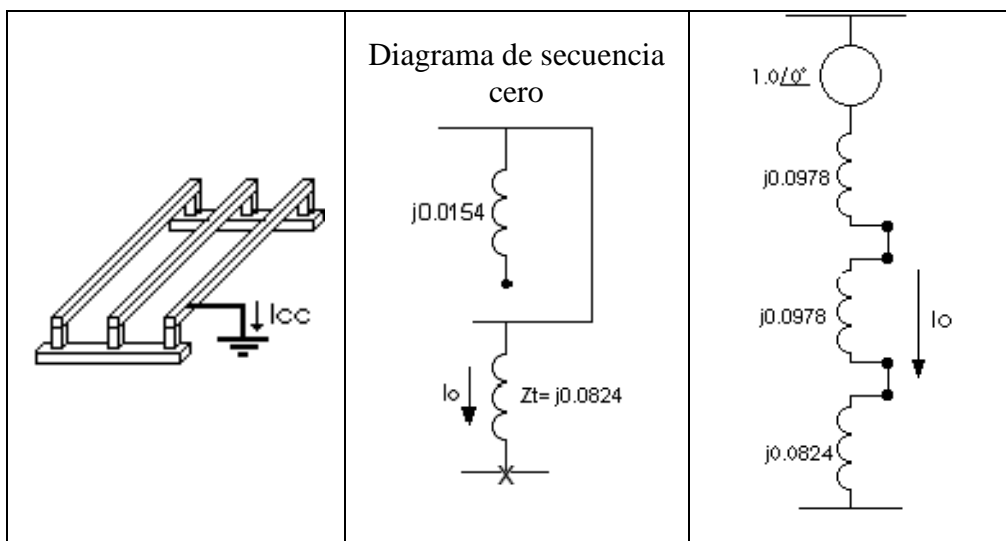 Icc
Diagrama de secuencia
cero
j0.0154
Io
Zt= j0.0824
X
1.0/0°
j0.0978
j0.0978
Io
j0.0824